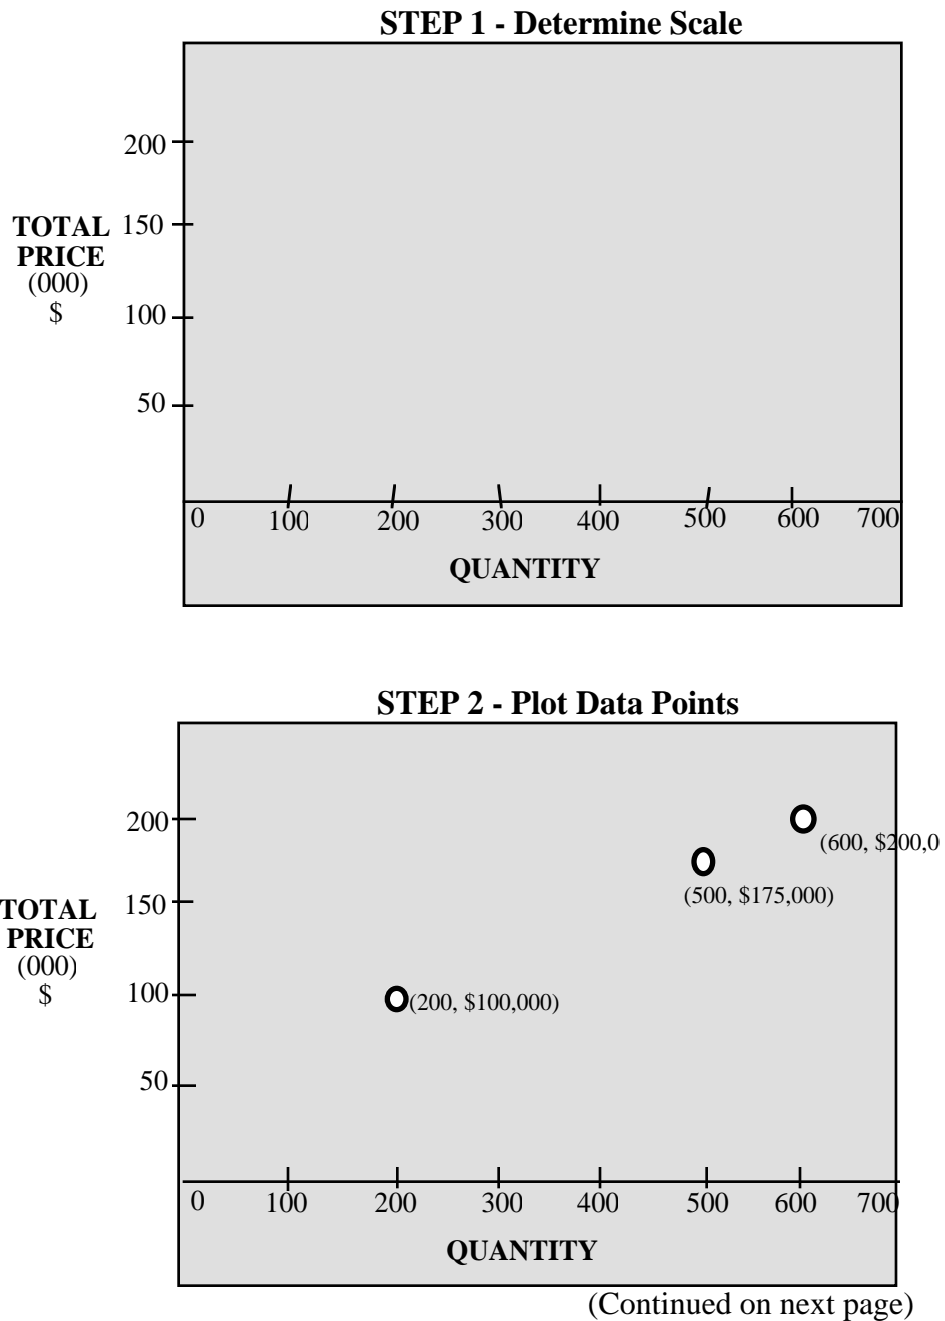 STEP 1 - Determine Scale
200
TOTAL 150
PRICE
(000)
$ 100
50
0 100 200 300 400 500 600 700
QUANTITY
STEP 2 - Plot Data Points
200
(600, $200,0
(500, $175,000)
150
TOTAL
PRICE
(000)
$ 100
(200, $100,000)
50
0 100 200 300 400 500 600 700
QUANTITY
(Continued on next page)